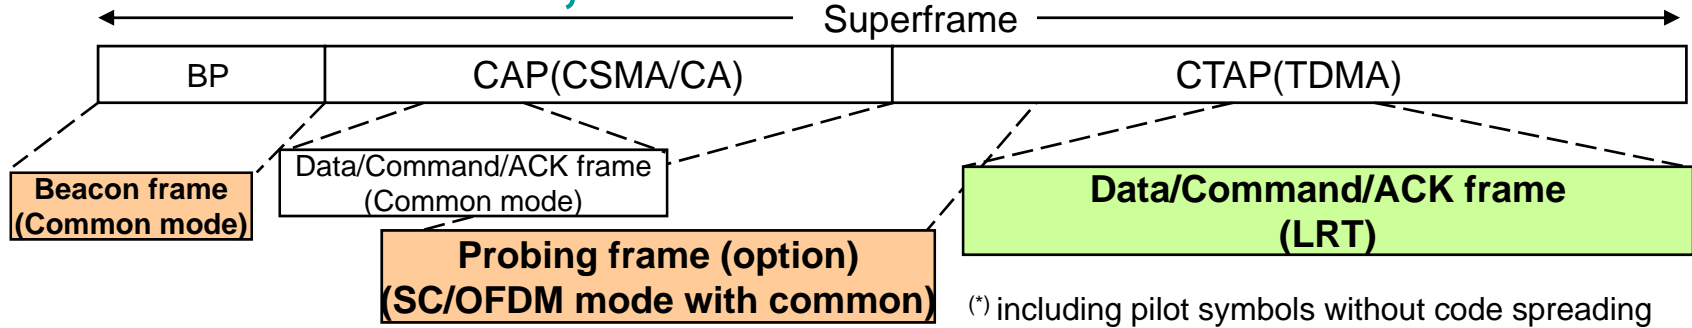 Superframe
BP
CAP(CSMA/CA)
CTAP(TDMA)
Beacon frame
(Common mode)
Data/Command/ACK frame
(Common mode)
Probing frame (option)
(SC/OFDM mode with common)
Data/Command/ACK frame
(LRT)
(*) including pilot symbols without code spreading